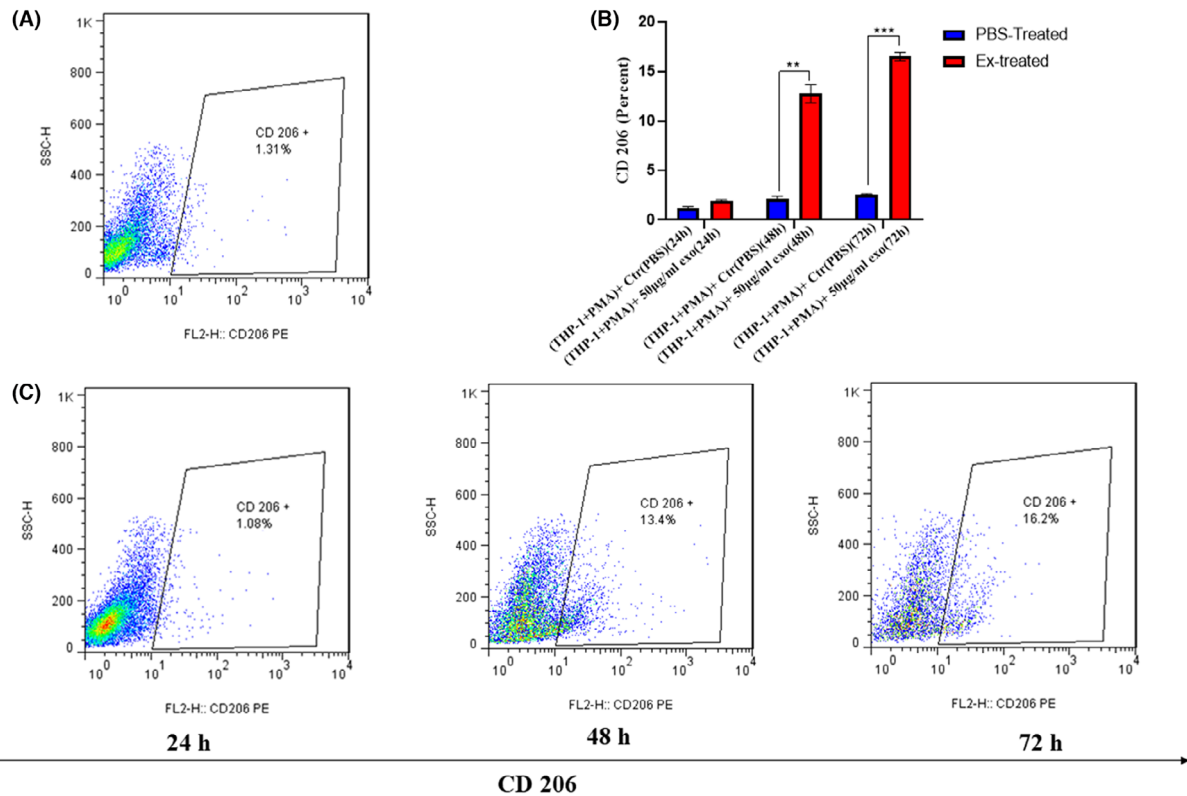 (A)
1K
800
600
400
200
0
SSC-H
CD 206 +
1.31%
10^0 10^1 10^2 10^3 10^4
FL2-H:: CD206 PE
(B)
20
15
10
5
0
CD 206 (Percent)
**
***
PBS-Treated
Ex-treated
(THP-1+PMA)+ Ctr(PBS)(24h)
(THP-1+PMA)+ 50μg/ml exo(24h)
(THP-1+PMA)+ Ctr(PBS)(48h)
(THP-1+PMA)+ 50μg/ml exo(48h)
(THP-1+PMA)+ Ctr(PBS)(72h)
(THP-1+PMA)+ 50μg/ml exo(72h)
(C)
1K
800
600
400
200
0
SSC-H
CD 206 +
1.08%
10^0 10^1 10^2 10^3 10^4
FL2-H:: CD206 PE
24 h
1K
800
600
400
200
0
SSC-H
CD 206 +
13.4%
10^0 10^1 10^2 10^3 10^4
FL2-H:: CD206 PE
48 h
1K
800
600
400
200
0
SSC-H
CD 206 +
16.2%
10^0 10^1 10^2 10^3 10^4
FL2-H:: CD206 PE
72 h
CD 206